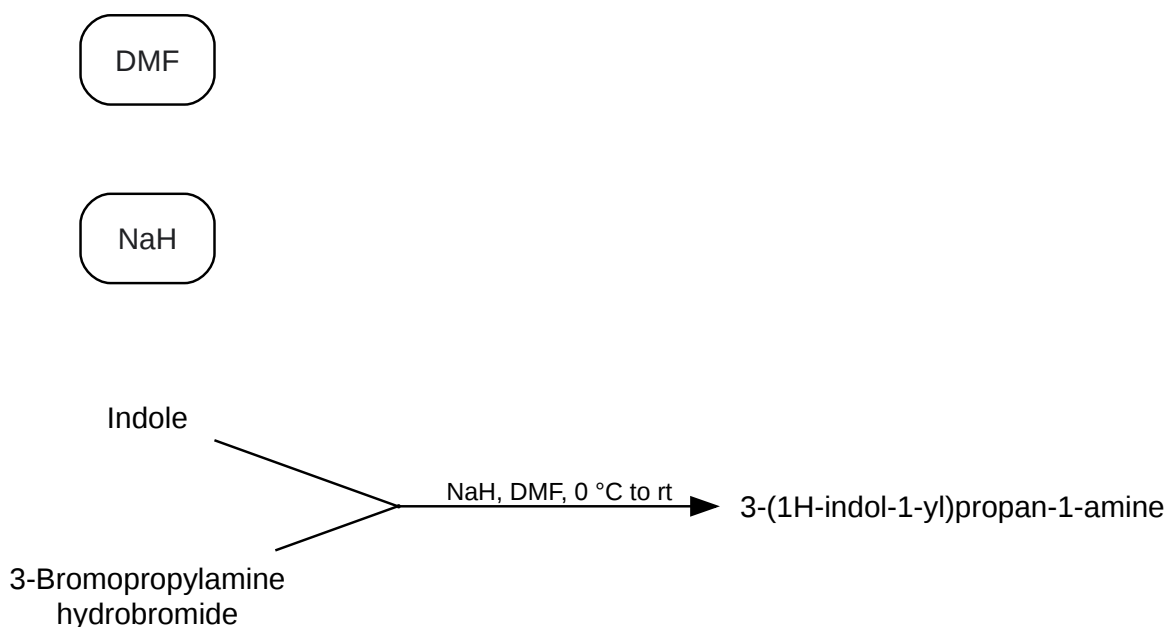 DMF
NaH
Indole
NaH, DMF, 0 °C to rt
3-(1H-indol-1-yl)propan-1-amine
3-Bromopropylamine
hydrobromide